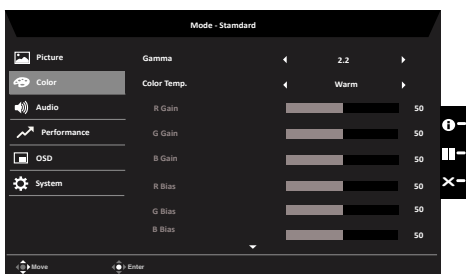 Mode - Standard
Picture
Gamma 2.2
Color
Color Temp. Warm
Audio
R Gain 50
Performance
G Gain 50
OSD
B Gain 50
System
R Bias 50
G Bias 50
B Bias 50
Move Enter